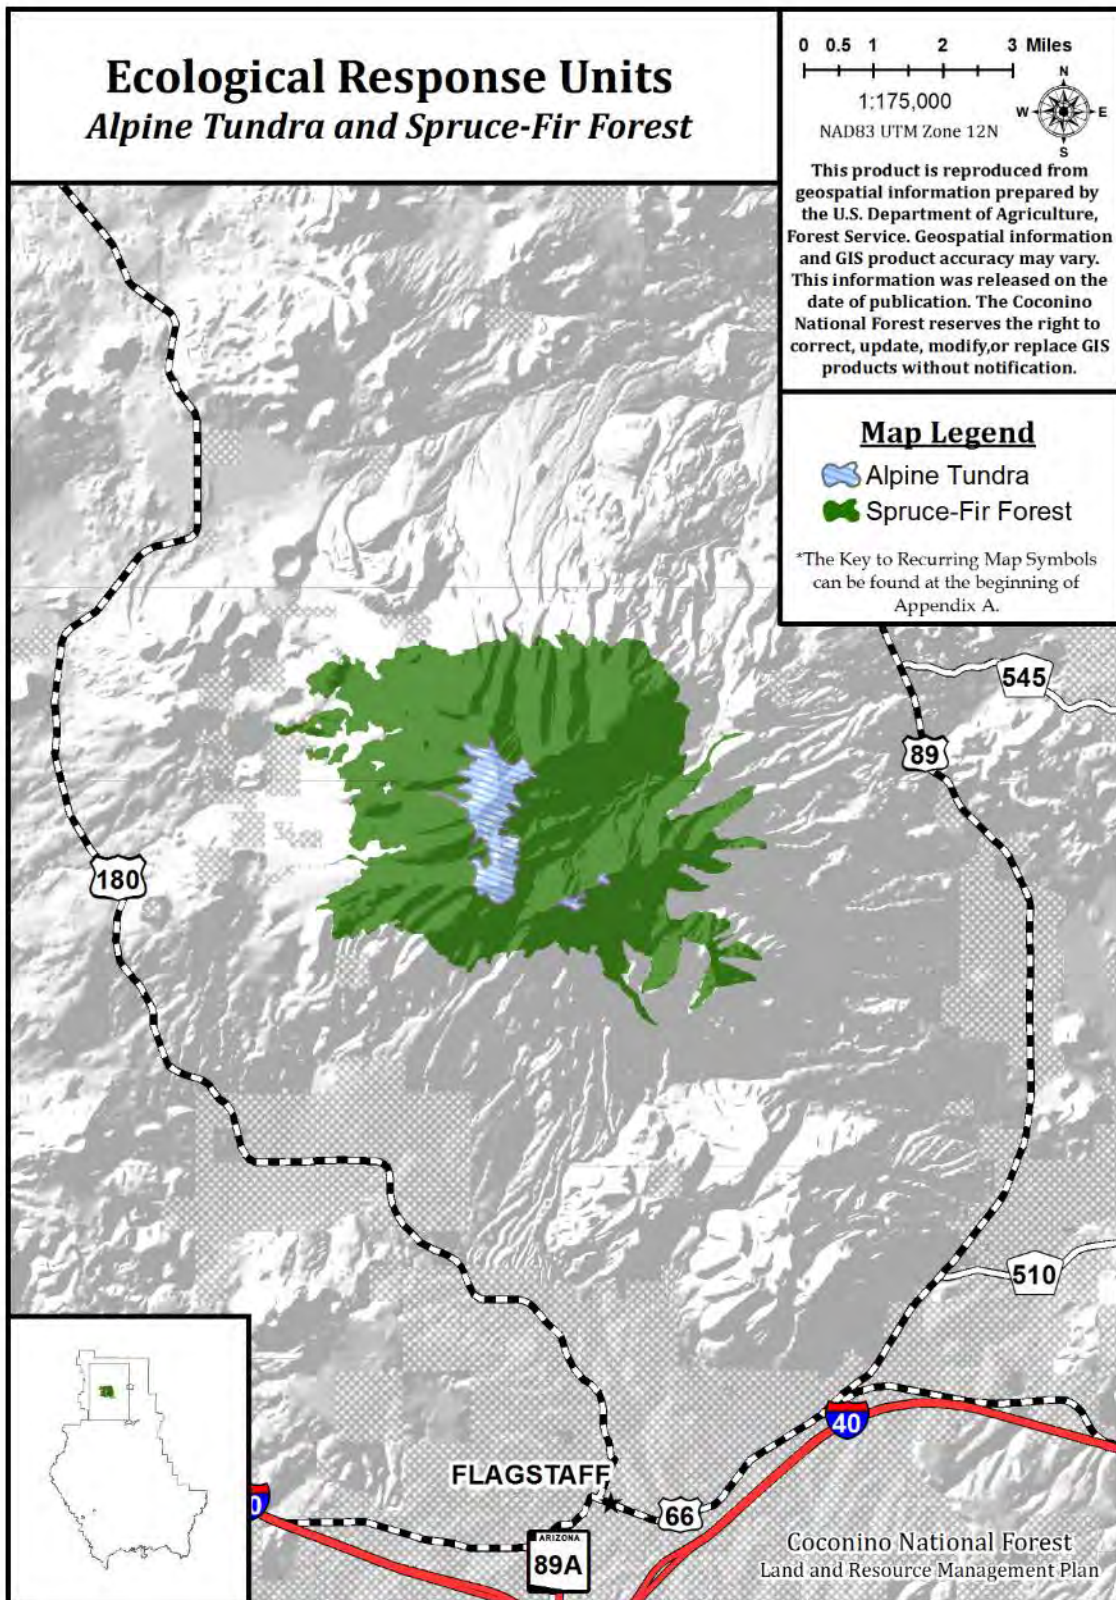 Ecological Response Units
Alpine Tundra and Spruce-Fir Forest
0 0.5 1 2 3 Miles
1:175,000
NAD83 UTM Zone 12N
N
W E
S
This product is reproduced from
geospatial information prepared by
the U.S. Department of Agriculture,
Forest Service. Geospatial information
and GIS product accuracy may vary.
This information was released on the
date of publication. The Coconino
National Forest reserves the right to
correct, update, modify,or replace GIS
products without notification.
Map Legend
Alpine Tundra
Spruce-Fir Forest
*The Key to Recurring Map Symbols
can be found at the beginning of
Appendix A.
545
89
180
510
40
FLAGSTAFF
0
66
ARIZONA
89A
Coconino National Forest
Land and Resource Management Plan